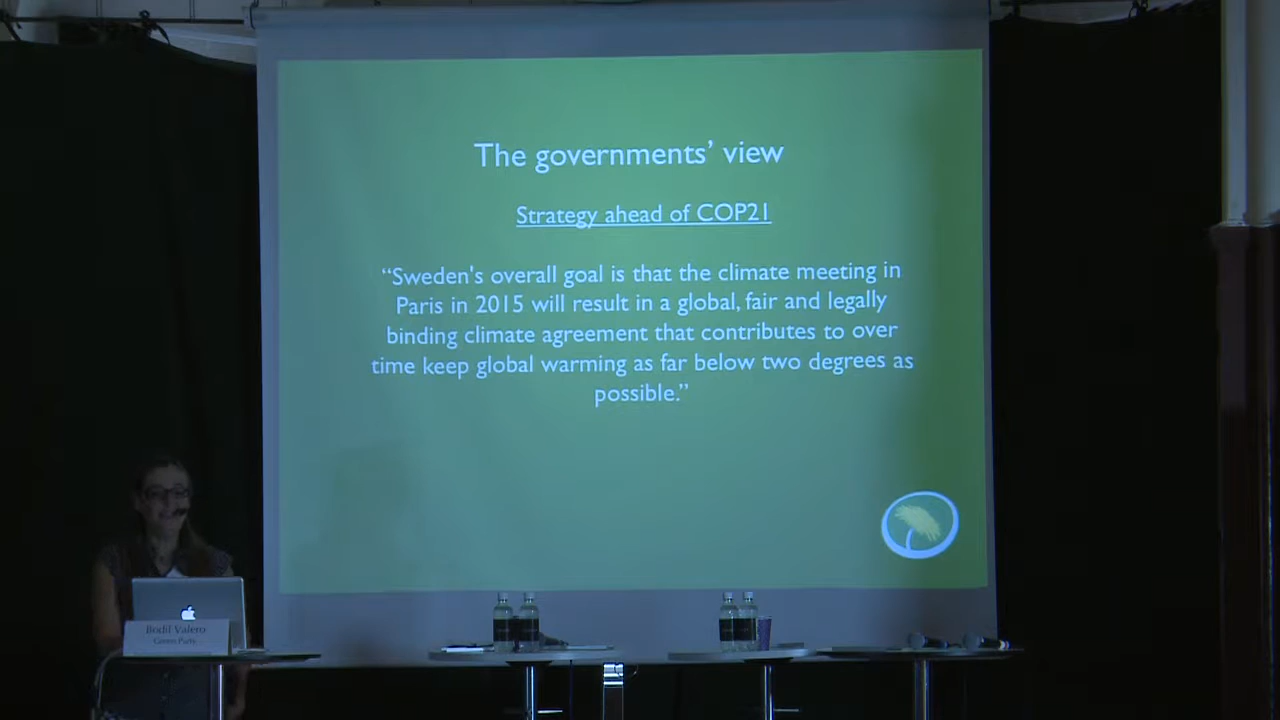 The governments’ view
Strategy ahead of COP21
“Sweden's overall goal is that the climate meeting in
Paris in 2015 will result in a global, fair and legally
binding climate agreement that contributes to over
time keep global warming as far below two degrees as
possible.”
Bodil Valero
Green Party